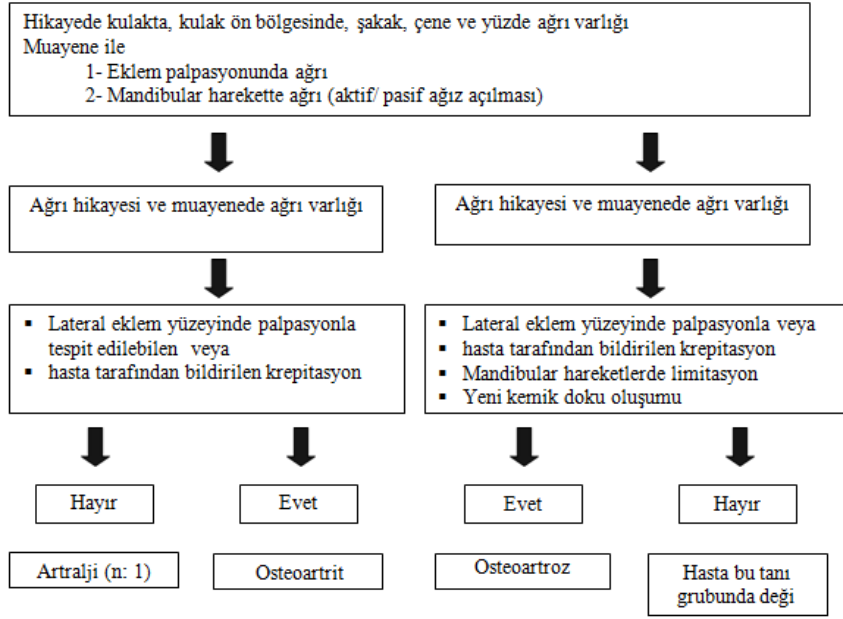 Hikayede kulakta, kulak ön bölgesinde, şakak, çene ve yüzde ağrı varlığı
Muayene ile
1- Eklem palpasyonunda ağrı
2- Mandibular harekette ağrı (aktif/ pasif ağız açılması)
Ağrı hikayesi ve muayenede ağrı varlığı
Ağrı hikayesi ve muayenede ağrı varlığı
▪ Lateral eklem yüzeyinde palpasyonla
tespit edilebilen veya
▪ hasta tarafından bildirilen krepitasyon
▪ Lateral eklem yüzeyinde palpasyonla veya
▪ hasta tarafından bildirilen krepitasyon
▪ Mandibular hareketlerde limitasyon
▪ Yeni kemik doku oluşumu
Hayır
Evet
Evet
Hayır
Artralji (n: 1)
Osteoartrit
Osteoartroz
Hasta bu tanı
grubunda deği